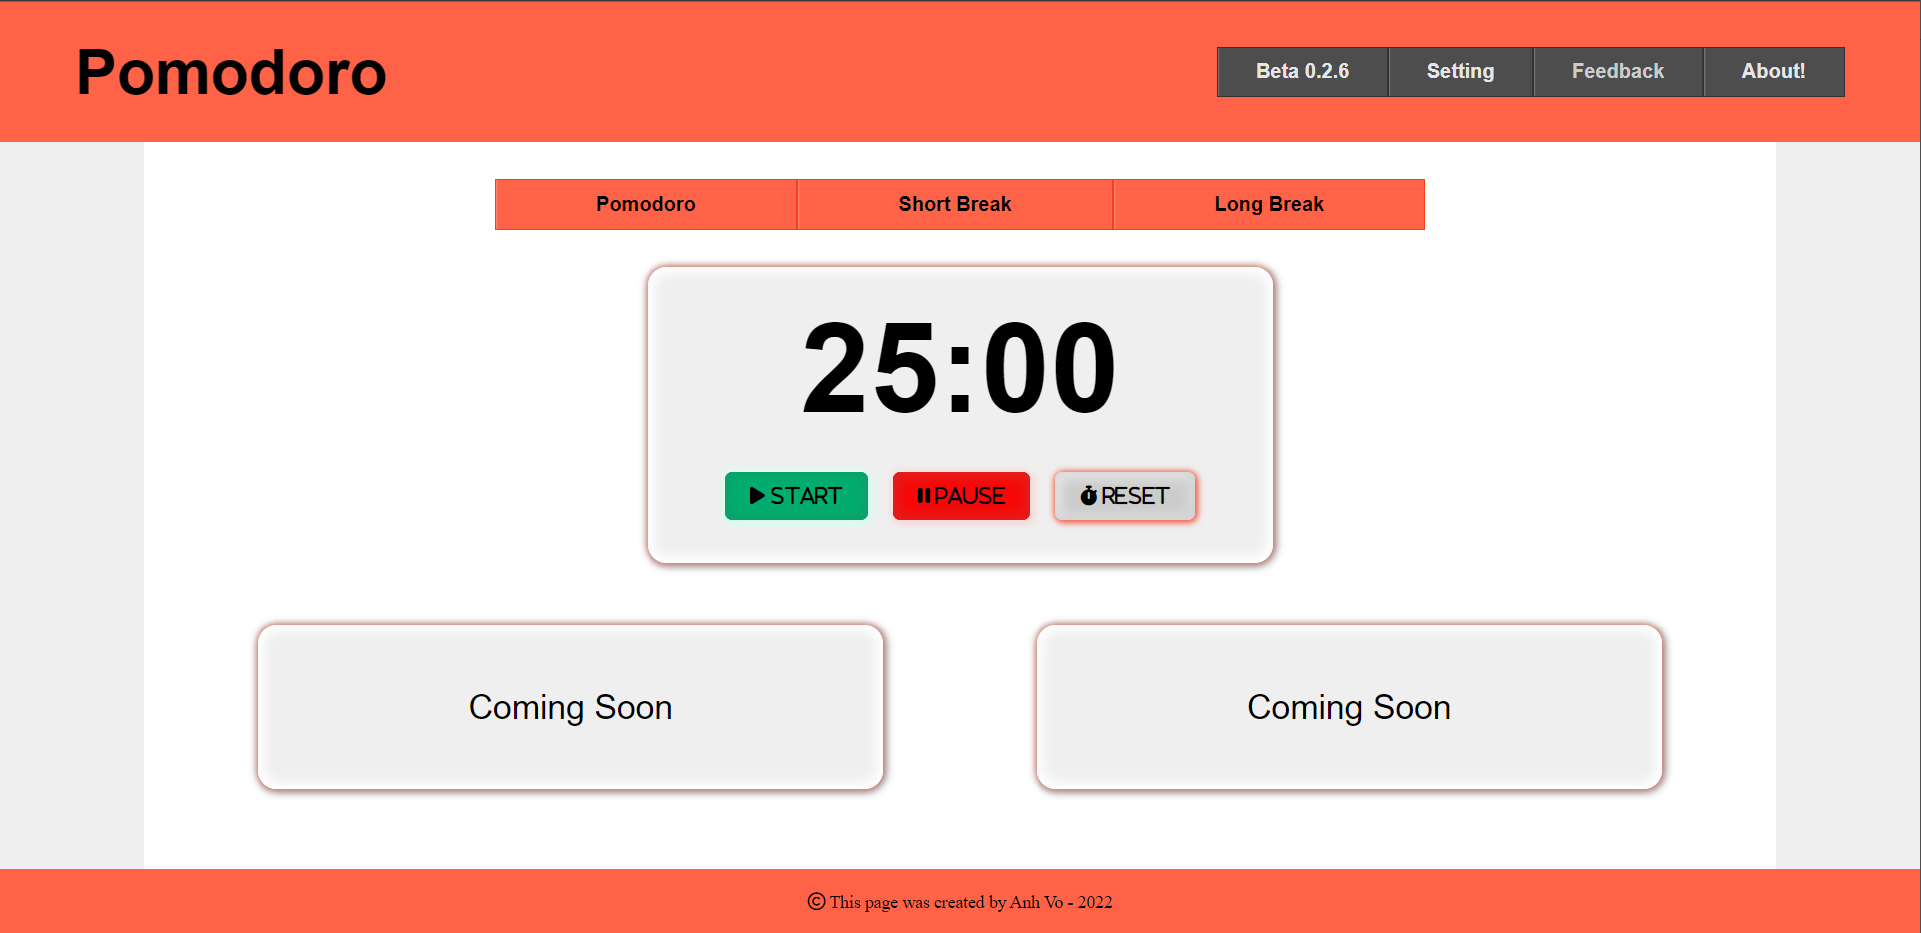 Pomodoro
Beta 0.2.6 Setting Feedback About!
Pomodoro Short Break Long Break
25:00
START PAUSE RESET
Coming Soon Coming Soon
© This page was created by Anh Vo - 2022